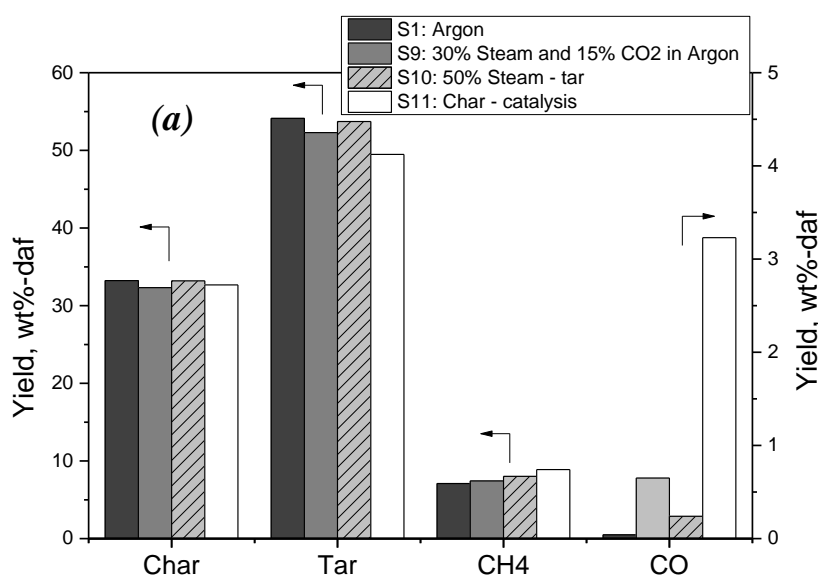 S1: Argon
S9: 30% Steam and 15% CO2 in Argon
S10: 50% Steam - tar
S11: Char - catalysis
(a)
60
50
40
30
20
10
0
Yield, wt%-daf
5
4
3
2
1
0
Yield, wt%-daf
Char
Tar
CH4
CO